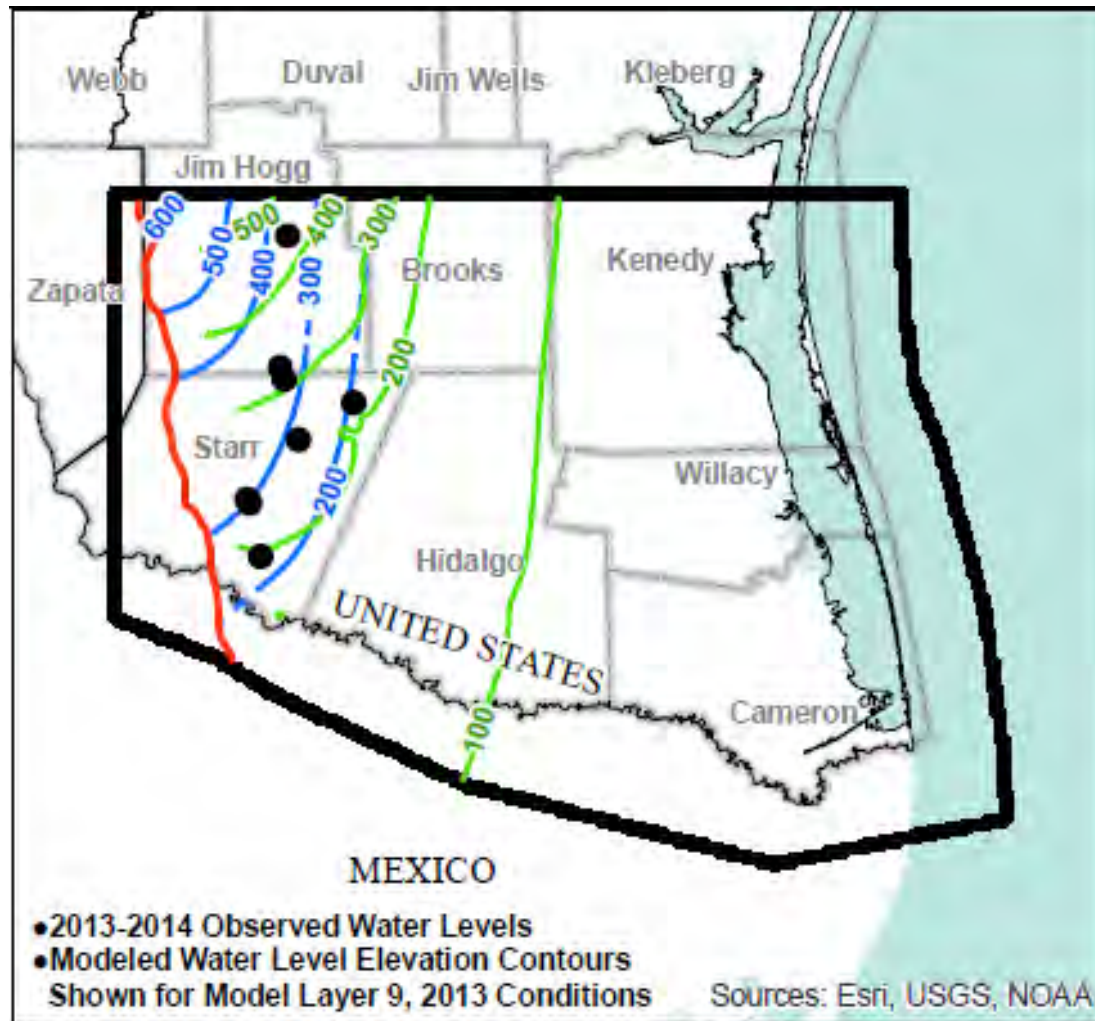 Webb
Duval
Jim Wells
Kleberg
Jim Hogg
600
500
400
500
400
300
300
200
Zapata
Brooks
Kenedy
Starr
200
Willacy
Hidalgo
UNITED STATES
Cameron
100
MEXICO
•2013-2014 Observed Water Levels
•Modeled Water Level Elevation Contours
Shown for Model Layer 9, 2013 Conditions
Sources: Esri, USGS, NOAA